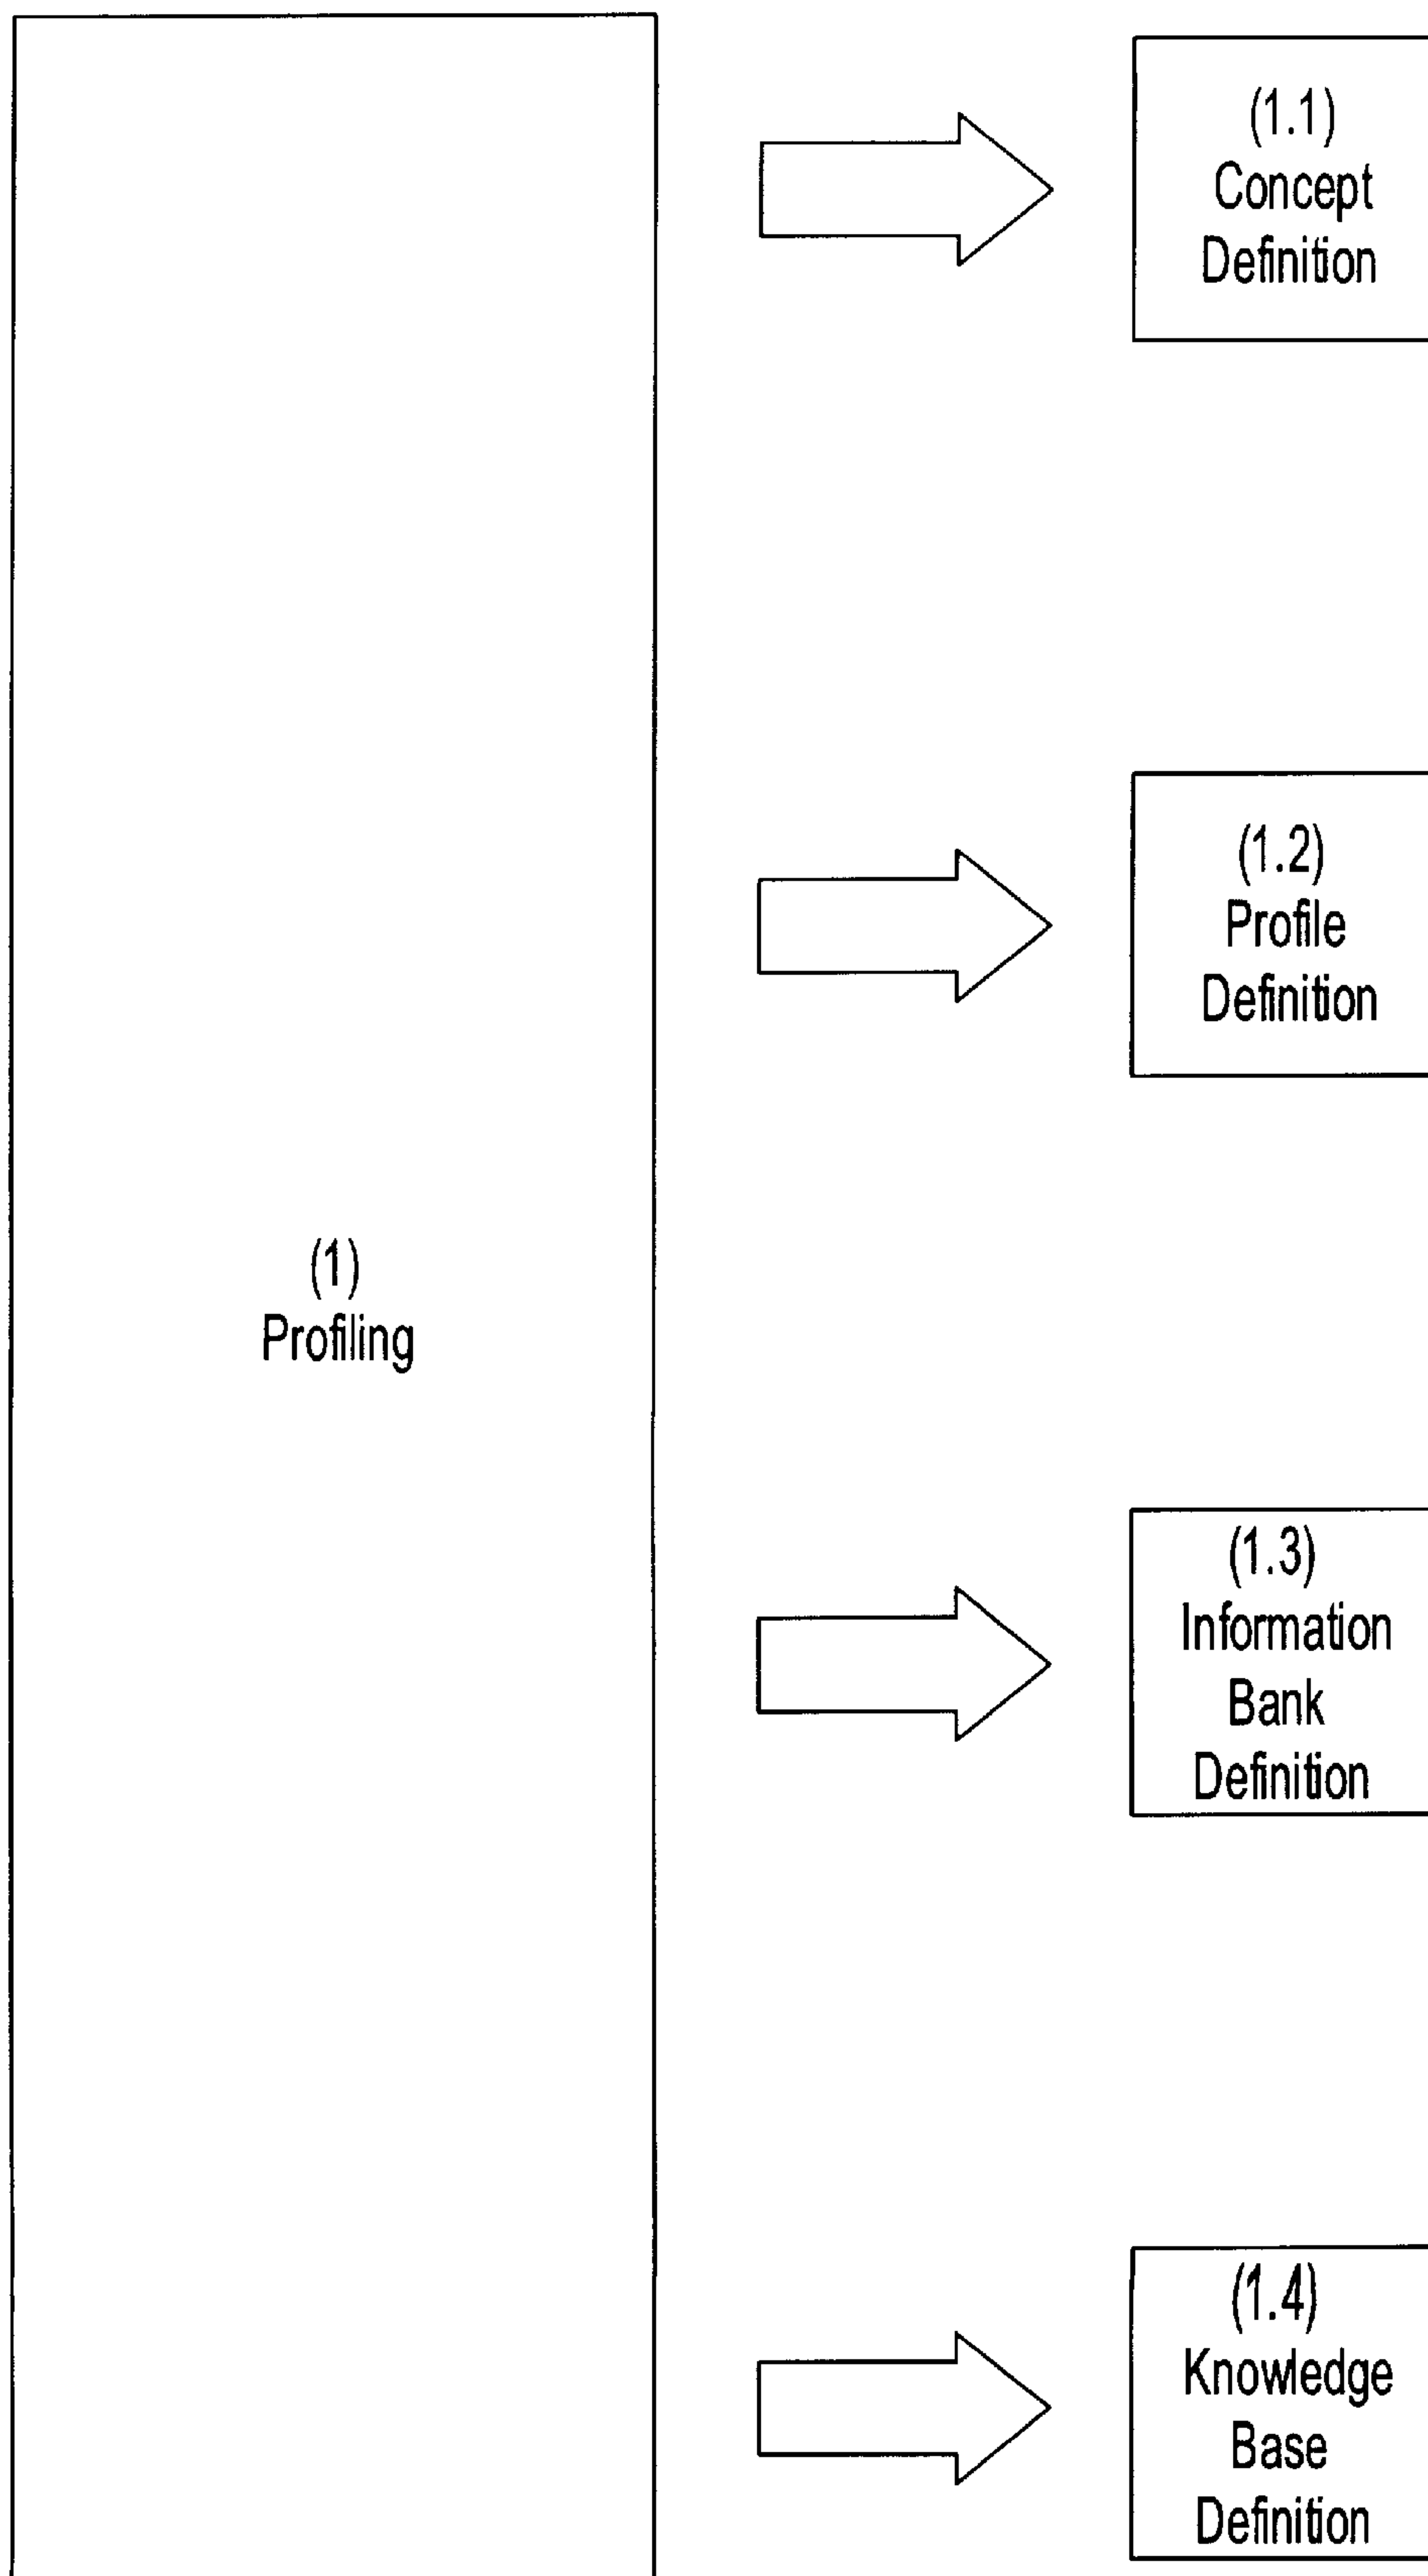 (1)
Profiling
(1.1)
Concept
Definition
(1.2)
Profile
Definition
(1.3)
Information
Bank
Definition
(1.4)
Knowledge
Base
Definition